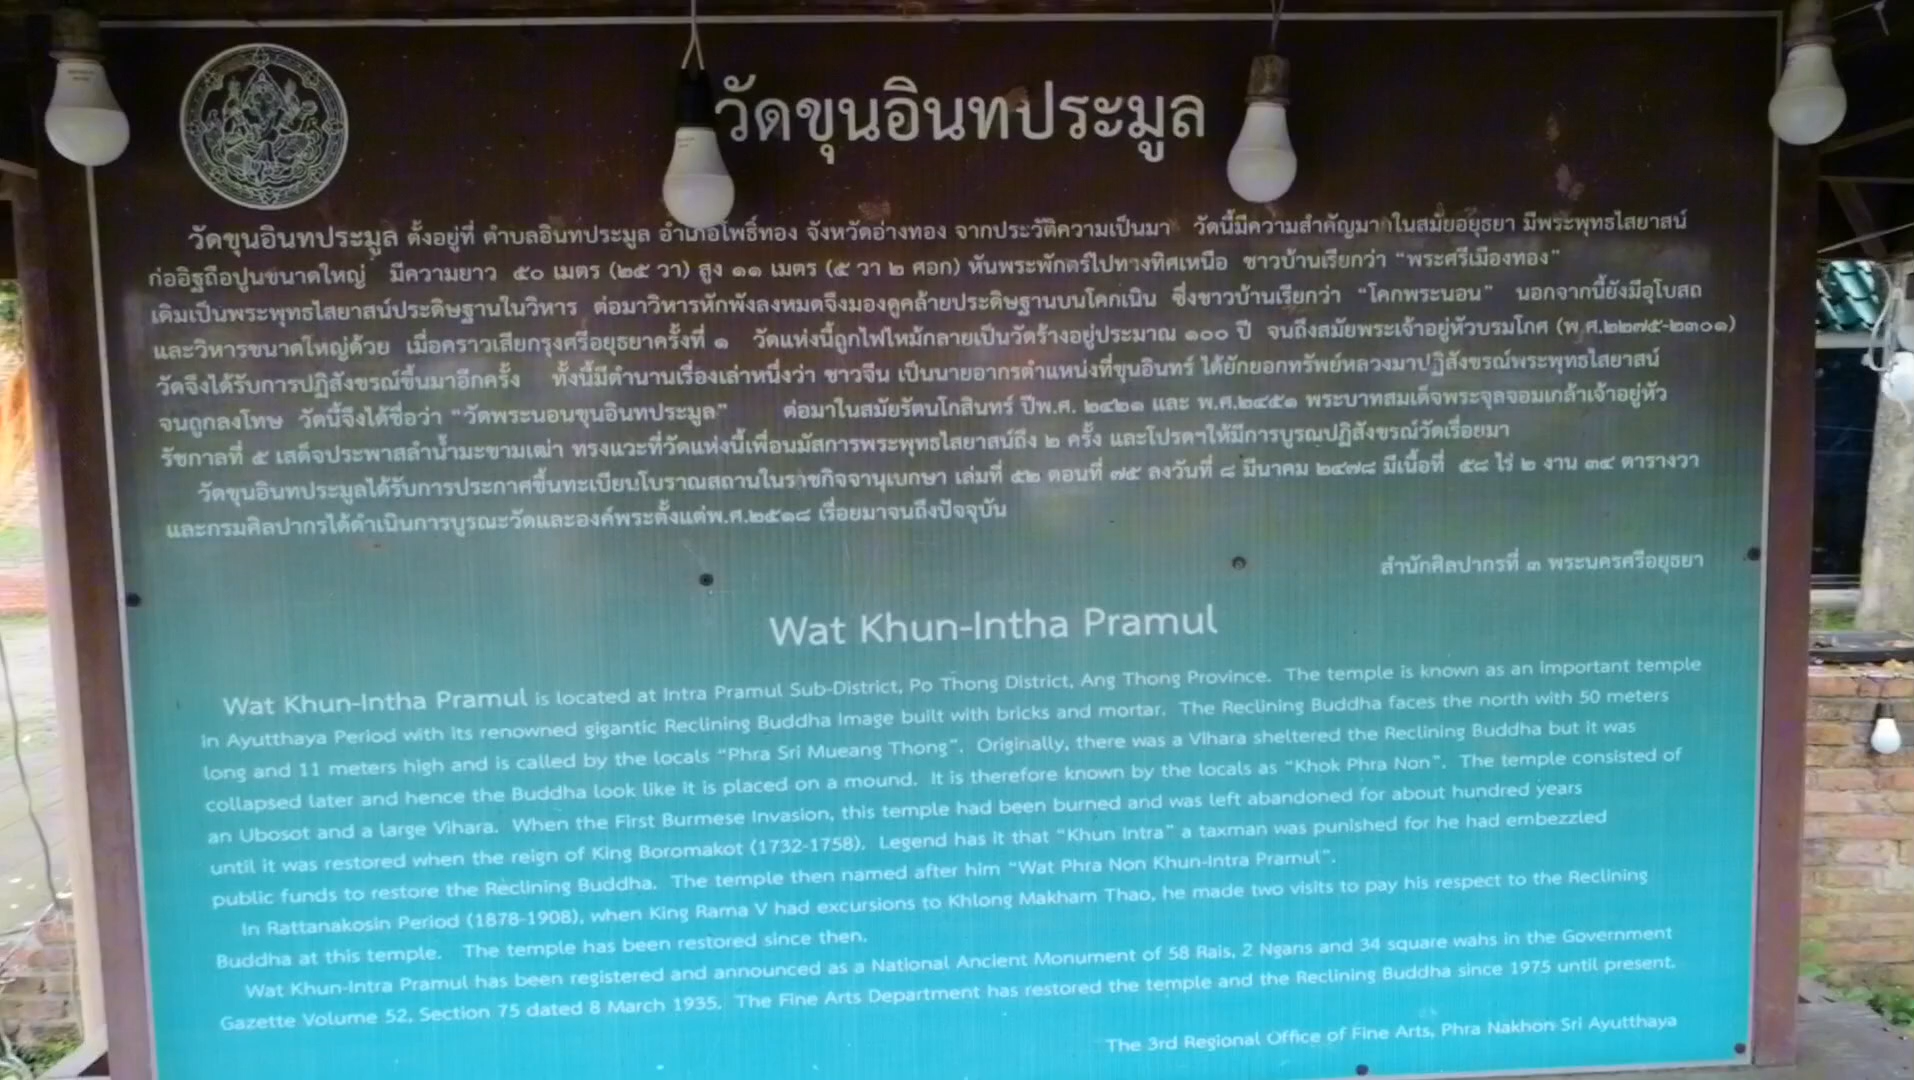 วัดขุนอินทประมูล
วัดขุนอินทประมูล ตั้งอยู่ที่ ตำบลอินทประมูล อำเภอโพธิ์ทอง จังหวัดอ่างทอง จากประวัติความเป็นมา วัดนี้มีความสำคัญมากในสมัยอยุธยา มีพระพุทธไสยาสน์
ก่ออิฐถือปูนขนาดใหญ่ มีความยาว ๕๐ เมตร (๒๕ วา) สูง ๑๑ เมตร (๕ วา ๒ ศอก) หันพระพักตร์ไปทางทิศเหนือ ชาวบ้านเรียกว่า “พระศรีเมืองทอง”
เดิมเป็นพระพุทธไสยาสน์ประดิษฐานในวิหาร ต่อมาวิหารหักพังลงหมดจึงมองดูคล้ายประดิษฐานบนโคกเนิน ซึ่งชาวบ้านเรียกว่า “โคกพระนอน” นอกจากนี้ยังมีอุโบสถ
และวิหารขนาดใหญ่ด้วย เมื่อคราวเสียกรุงศรีอยุธยาครั้งที่ ๑ วัดแห่งนี้ถูกไฟไหม้กลายเป็นวัดร้างอยู่ประมาณ ๑๐๐ ปี จนถึงสมัยพระเจ้าอยู่หัวบรมโกศ (พ.ศ.๒๒๗๕-๒๓๐๑)
วัดจึงได้รับการปฏิสังขรณ์ขึ้นมาอีกครั้ง ทั้งนี้มีตำนานเรื่องเล่าหนึ่งว่า ชาวจีน เป็นนายอากรตำแหน่งที่ขุนอินทร์ ได้ยักยอกทรัพย์หลวงมาปฏิสังขรณ์พระพุทธไสยาสน์
จนถูกลงโทษ วัดนี้จึงได้ชื่อว่า “วัดพระนอนขุนอินทประมูล” ต่อมาในสมัยรัตนโกสินทร์ ปีพ.ศ. ๒๔๒๑ และ พ.ศ.๒๔๕๑ พระบาทสมเด็จพระจุลจอมเกล้าเจ้าอยู่หัว
รัชกาลที่ ๕ เสด็จประพาสลำน้ำมะขามเฒ่า ทรงแวะที่วัดแห่งนี้เพื่อนมัสการพระพุทธไสยาสน์ถึง ๒ ครั้ง และโปรดฯให้มีการบูรณปฏิสังขรณ์วัดเรื่อยมา
วัดขุนอินทประมูลได้รับการประกาศขึ้นทะเบียนโบราณสถานในราชกิจจานุเบกษา เล่มที่ ๕๒ ตอนที่ ๗๕ ลงวันที่ ๘ มีนาคม ๒๔๗๘ มีเนื้อที่ ๕๘ ไร่ ๒ งาน ๓๔ ตารางวา
และกรมศิลปากรได้ดำเนินการบูรณะวัดและองค์พระตั้งแต่พ.ศ.๒๕๑๘ เรื่อยมาจนถึงปัจจุบัน
สำนักศิลปากรที่ ๓ พระนครศรีอยุธยา
Wat Khun-Intha Pramul
Wat Khun-Intha Pramul is located at Intra Pramul Sub-District, Po Thong District, Ang Thong Province. The temple is known as an important temple
in Ayutthaya Period with its renowned gigantic Reclining Buddha Image built with bricks and mortar. The Reclining Buddha faces the north with 50 meters
long and 11 meters high and is called by the locals “Phra Sri Mueang Thong”. Originally, there was a Vihara sheltered the Reclining Buddha but it was
collapsed later and hence the Buddha look like it is placed on a mound. It is therefore known by the locals as “Khok Phra Non”. The temple consisted of
an Ubosot and a large Vihara. When the First Burmese Invasion, this temple had been burned and was left abandoned for about hundred years
until it was restored when the reign of King Boromakot (1732-1758). Legend has it that “Khun Intra” a taxman was punished for he had embezzled
public funds to restore the Reclining Buddha. The temple then named after him “Wat Phra Non Khun-Intra Pramul”.
In Rattanakosin Period (1878-1908), when King Rama V had excursions to Khlong Makham Thao, he made two visits to pay his respect to the Reclining
Buddha at this temple. The temple has been restored since then.
Wat Khun-Intra Pramul has been registered and announced as a National Ancient Monument of 58 Rais, 2 Ngans and 34 square wahs in the Government
Gazette Volume 52, Section 75 dated 8 March 1935. The Fine Arts Department has restored the temple and the Reclining Buddha since 1975 until present.
The 3rd Regional Office of Fine Arts, Phra Nakhon Sri Ayutthaya